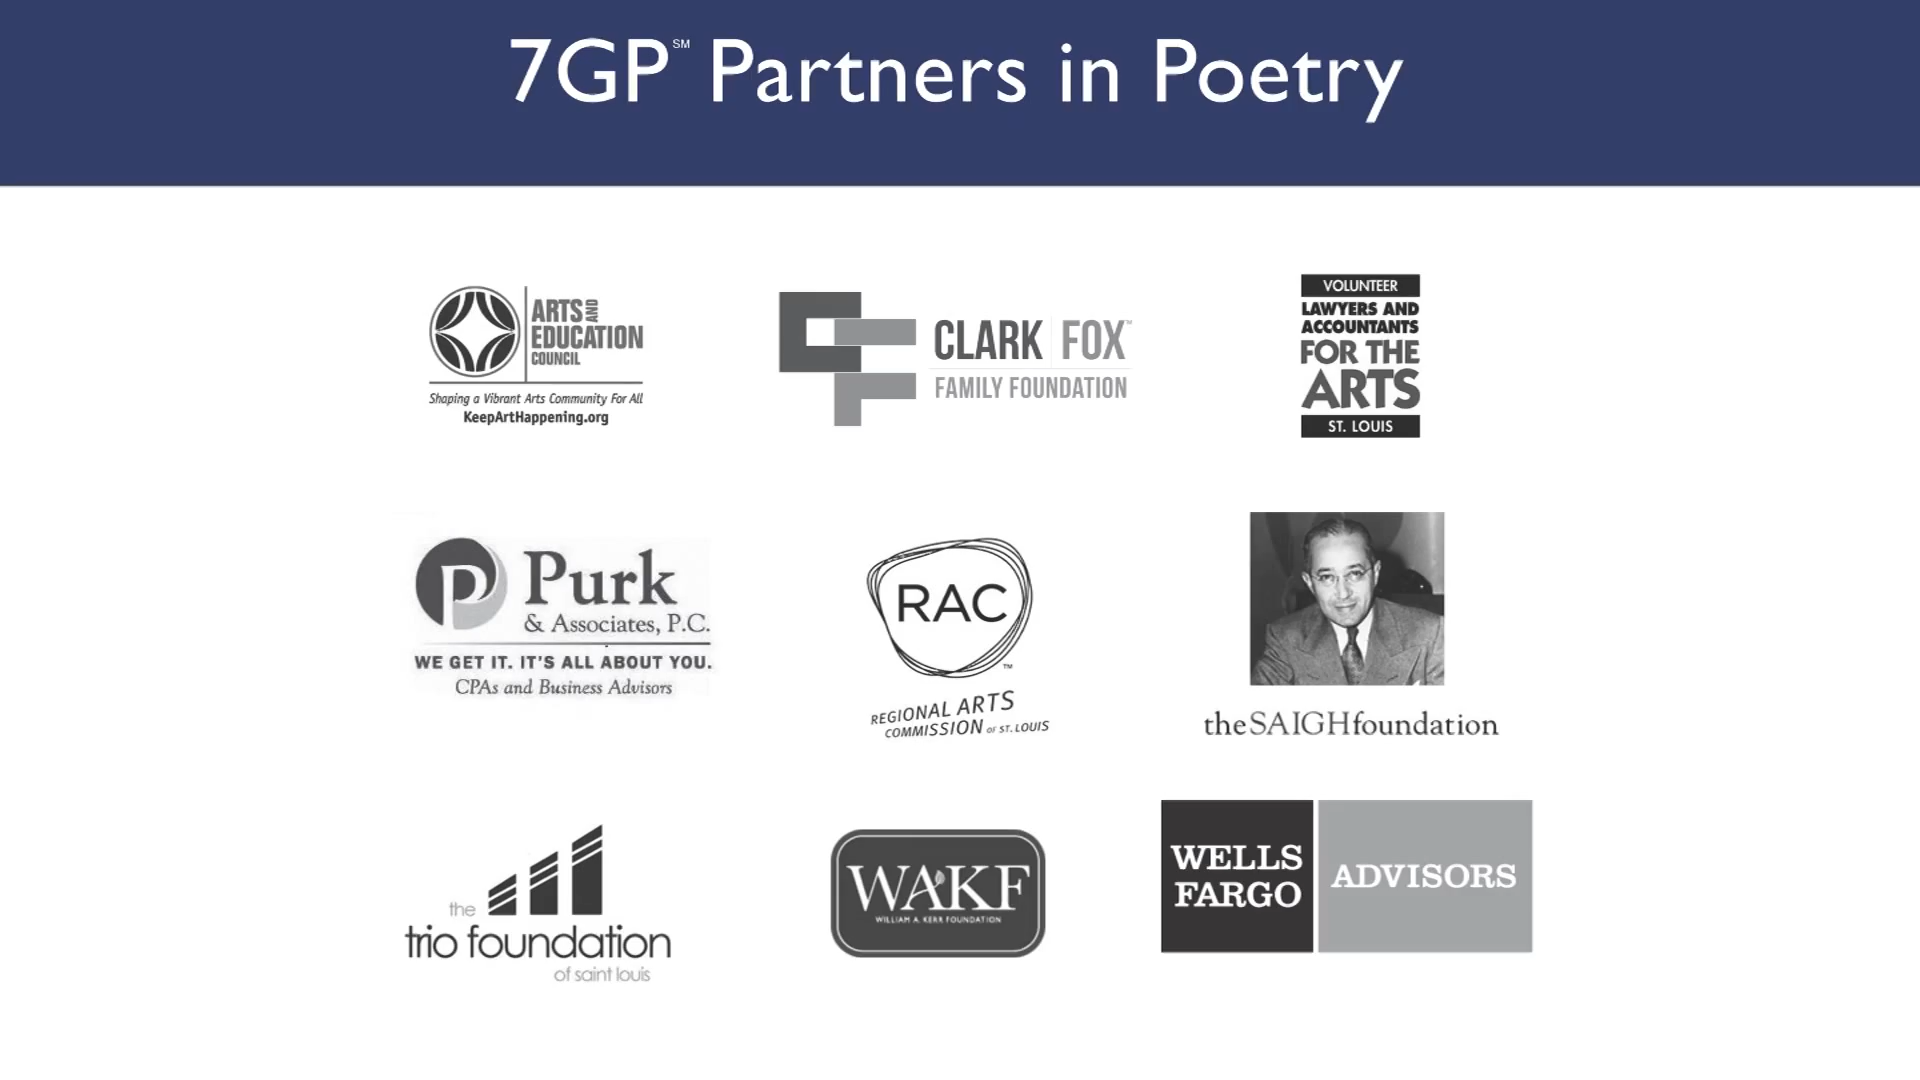 7GP℠ Partners in Poetry
ARTS AND
EDUCATION
COUNCIL
Shaping a Vibrant Arts Community For All
KeepArtHappening.org
CLARK FOX™
FAMILY FOUNDATION
VOLUNTEER
LAWYERS AND
ACCOUNTANTS
FOR THE
ARTS
ST. LOUIS
P
Purk
& Associates, P.C.
WE GET IT. IT'S ALL ABOUT YOU.
CPAs and Business Advisors
RAC
™
REGIONAL ARTS
COMMISSION OF ST. LOUIS
theSAIGHfoundation
the
trio foundation
of saint louis
WAKF
WILLIAM A. KERR FOUNDATION
WELLS
FARGO
ADVISORS